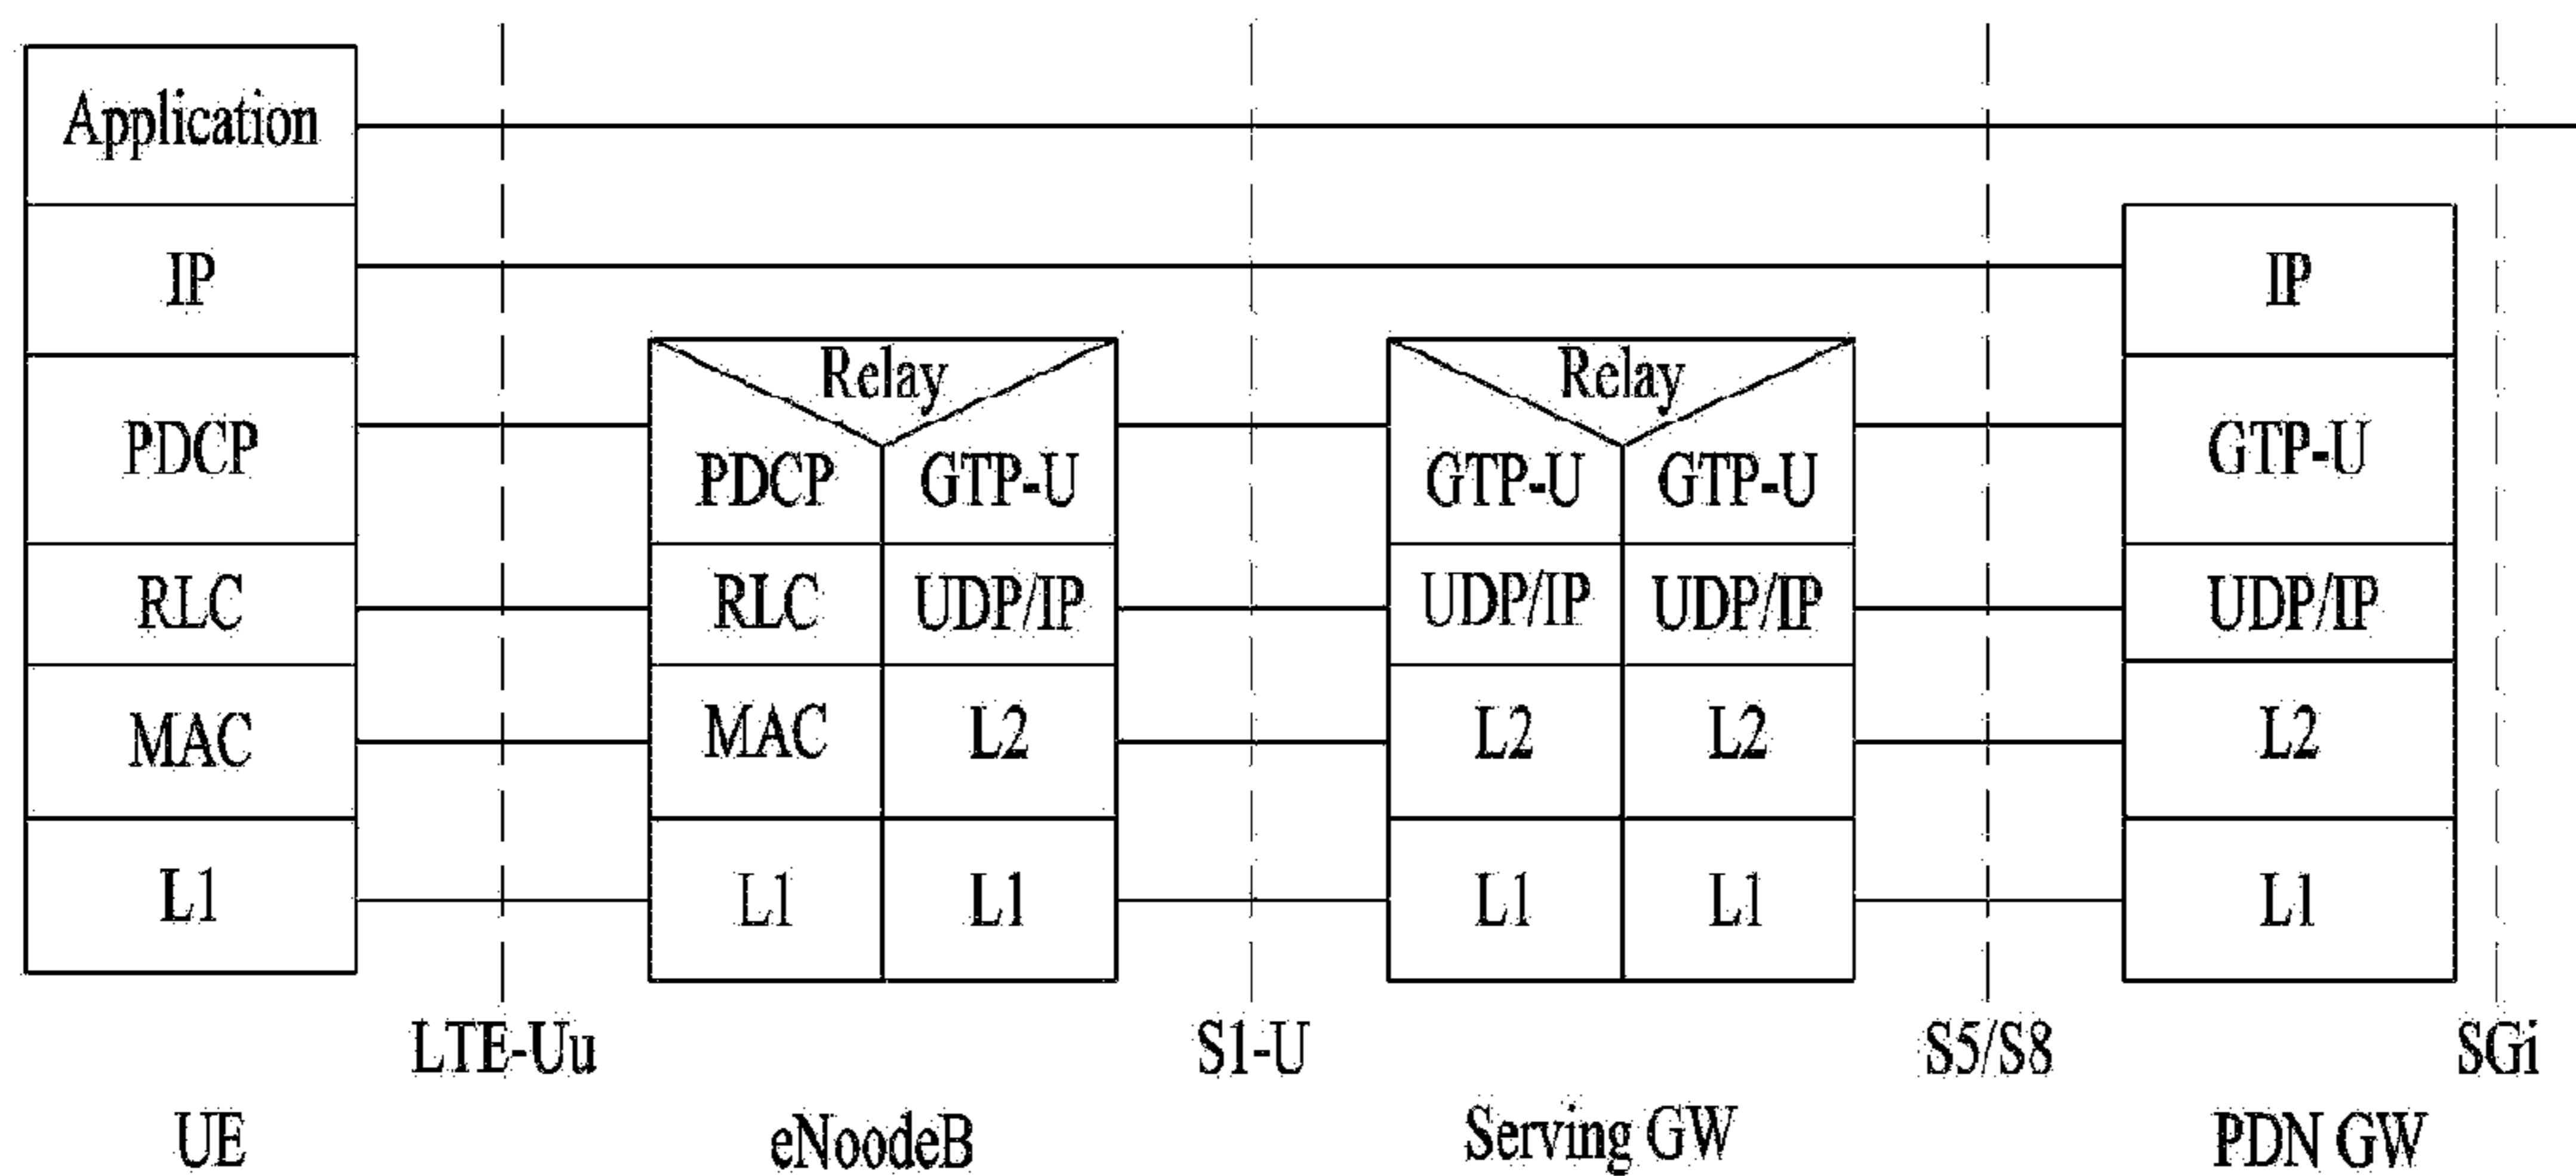 Application
IP
IP
Relay
Relay
PDCP
PDCP
GTP-U
GTP-U
GTP-U
GTP-U
RLC
RLC
UDP/IP
UDP/IP
UDP/IP
UDP/IP
MAC
MAC
L2
L2
L2
L2
L1
L1
L1
L1
L1
L1
LTE-Uu
S1-U
S5/S8
SGi
UE
eNoodeB
Serving GW
PDN GW